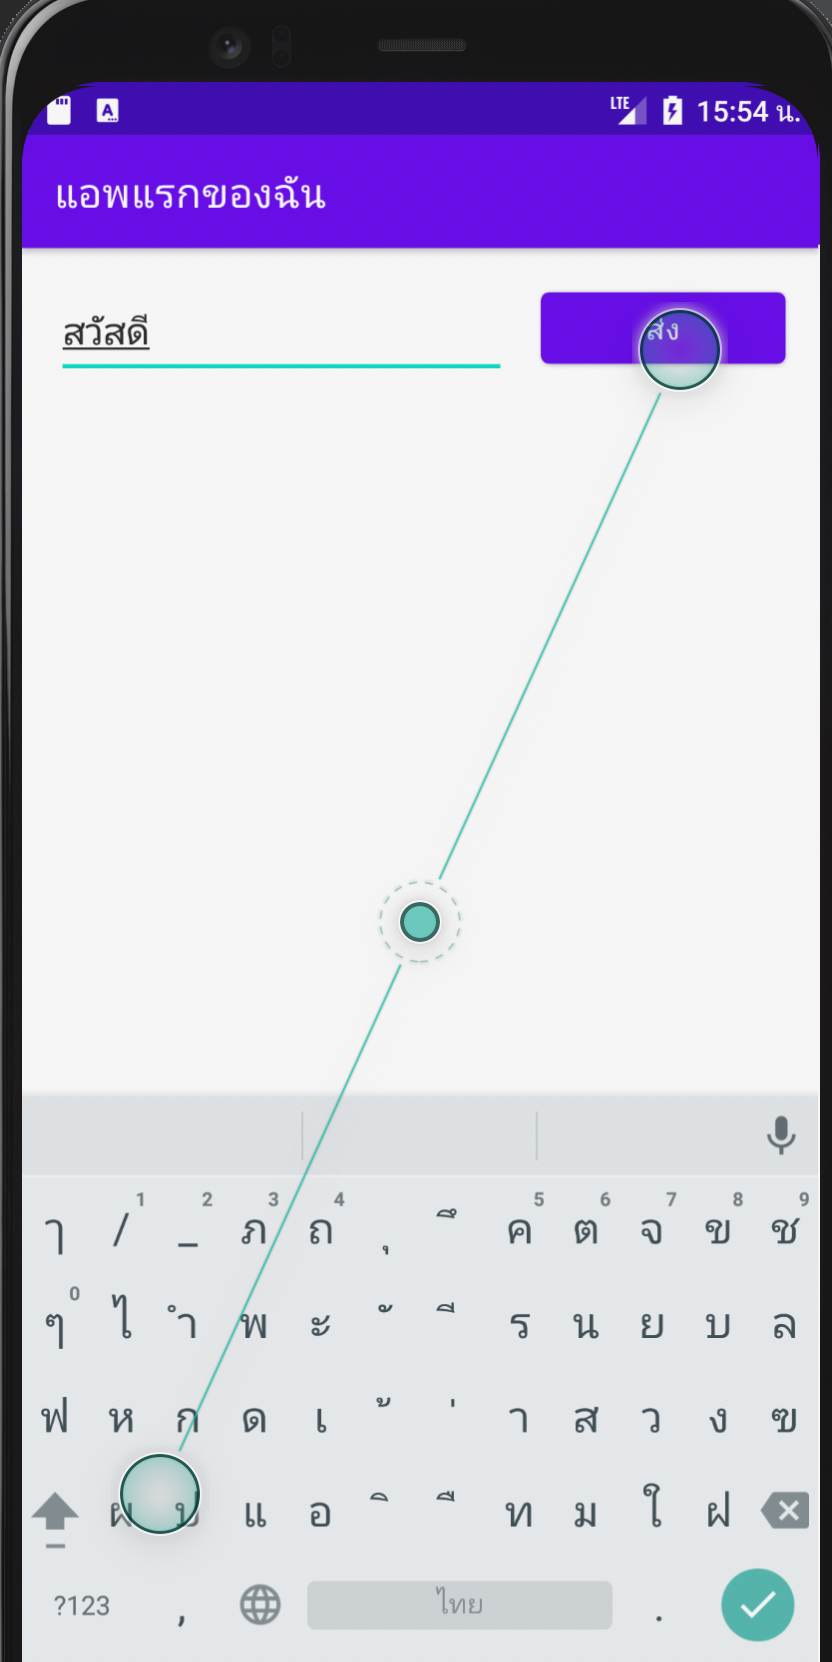 A LTE 15:54 น.
แอพแรกของฉัน
สวัสดี ส่ง
1 2 3 4 5 6 7 8 9
ๅ / _ ภ ถ ุ ึ ค ต จ ข ช
0
ๆ ไ ำ พ ะ ั ี ร น ย บ ล
ฟ ห ก ด เ ้ ่ า ส ว ง ฃ
ผ ป แ อ ิ ื ท ม ใ ฝ
?123 , ไทย .